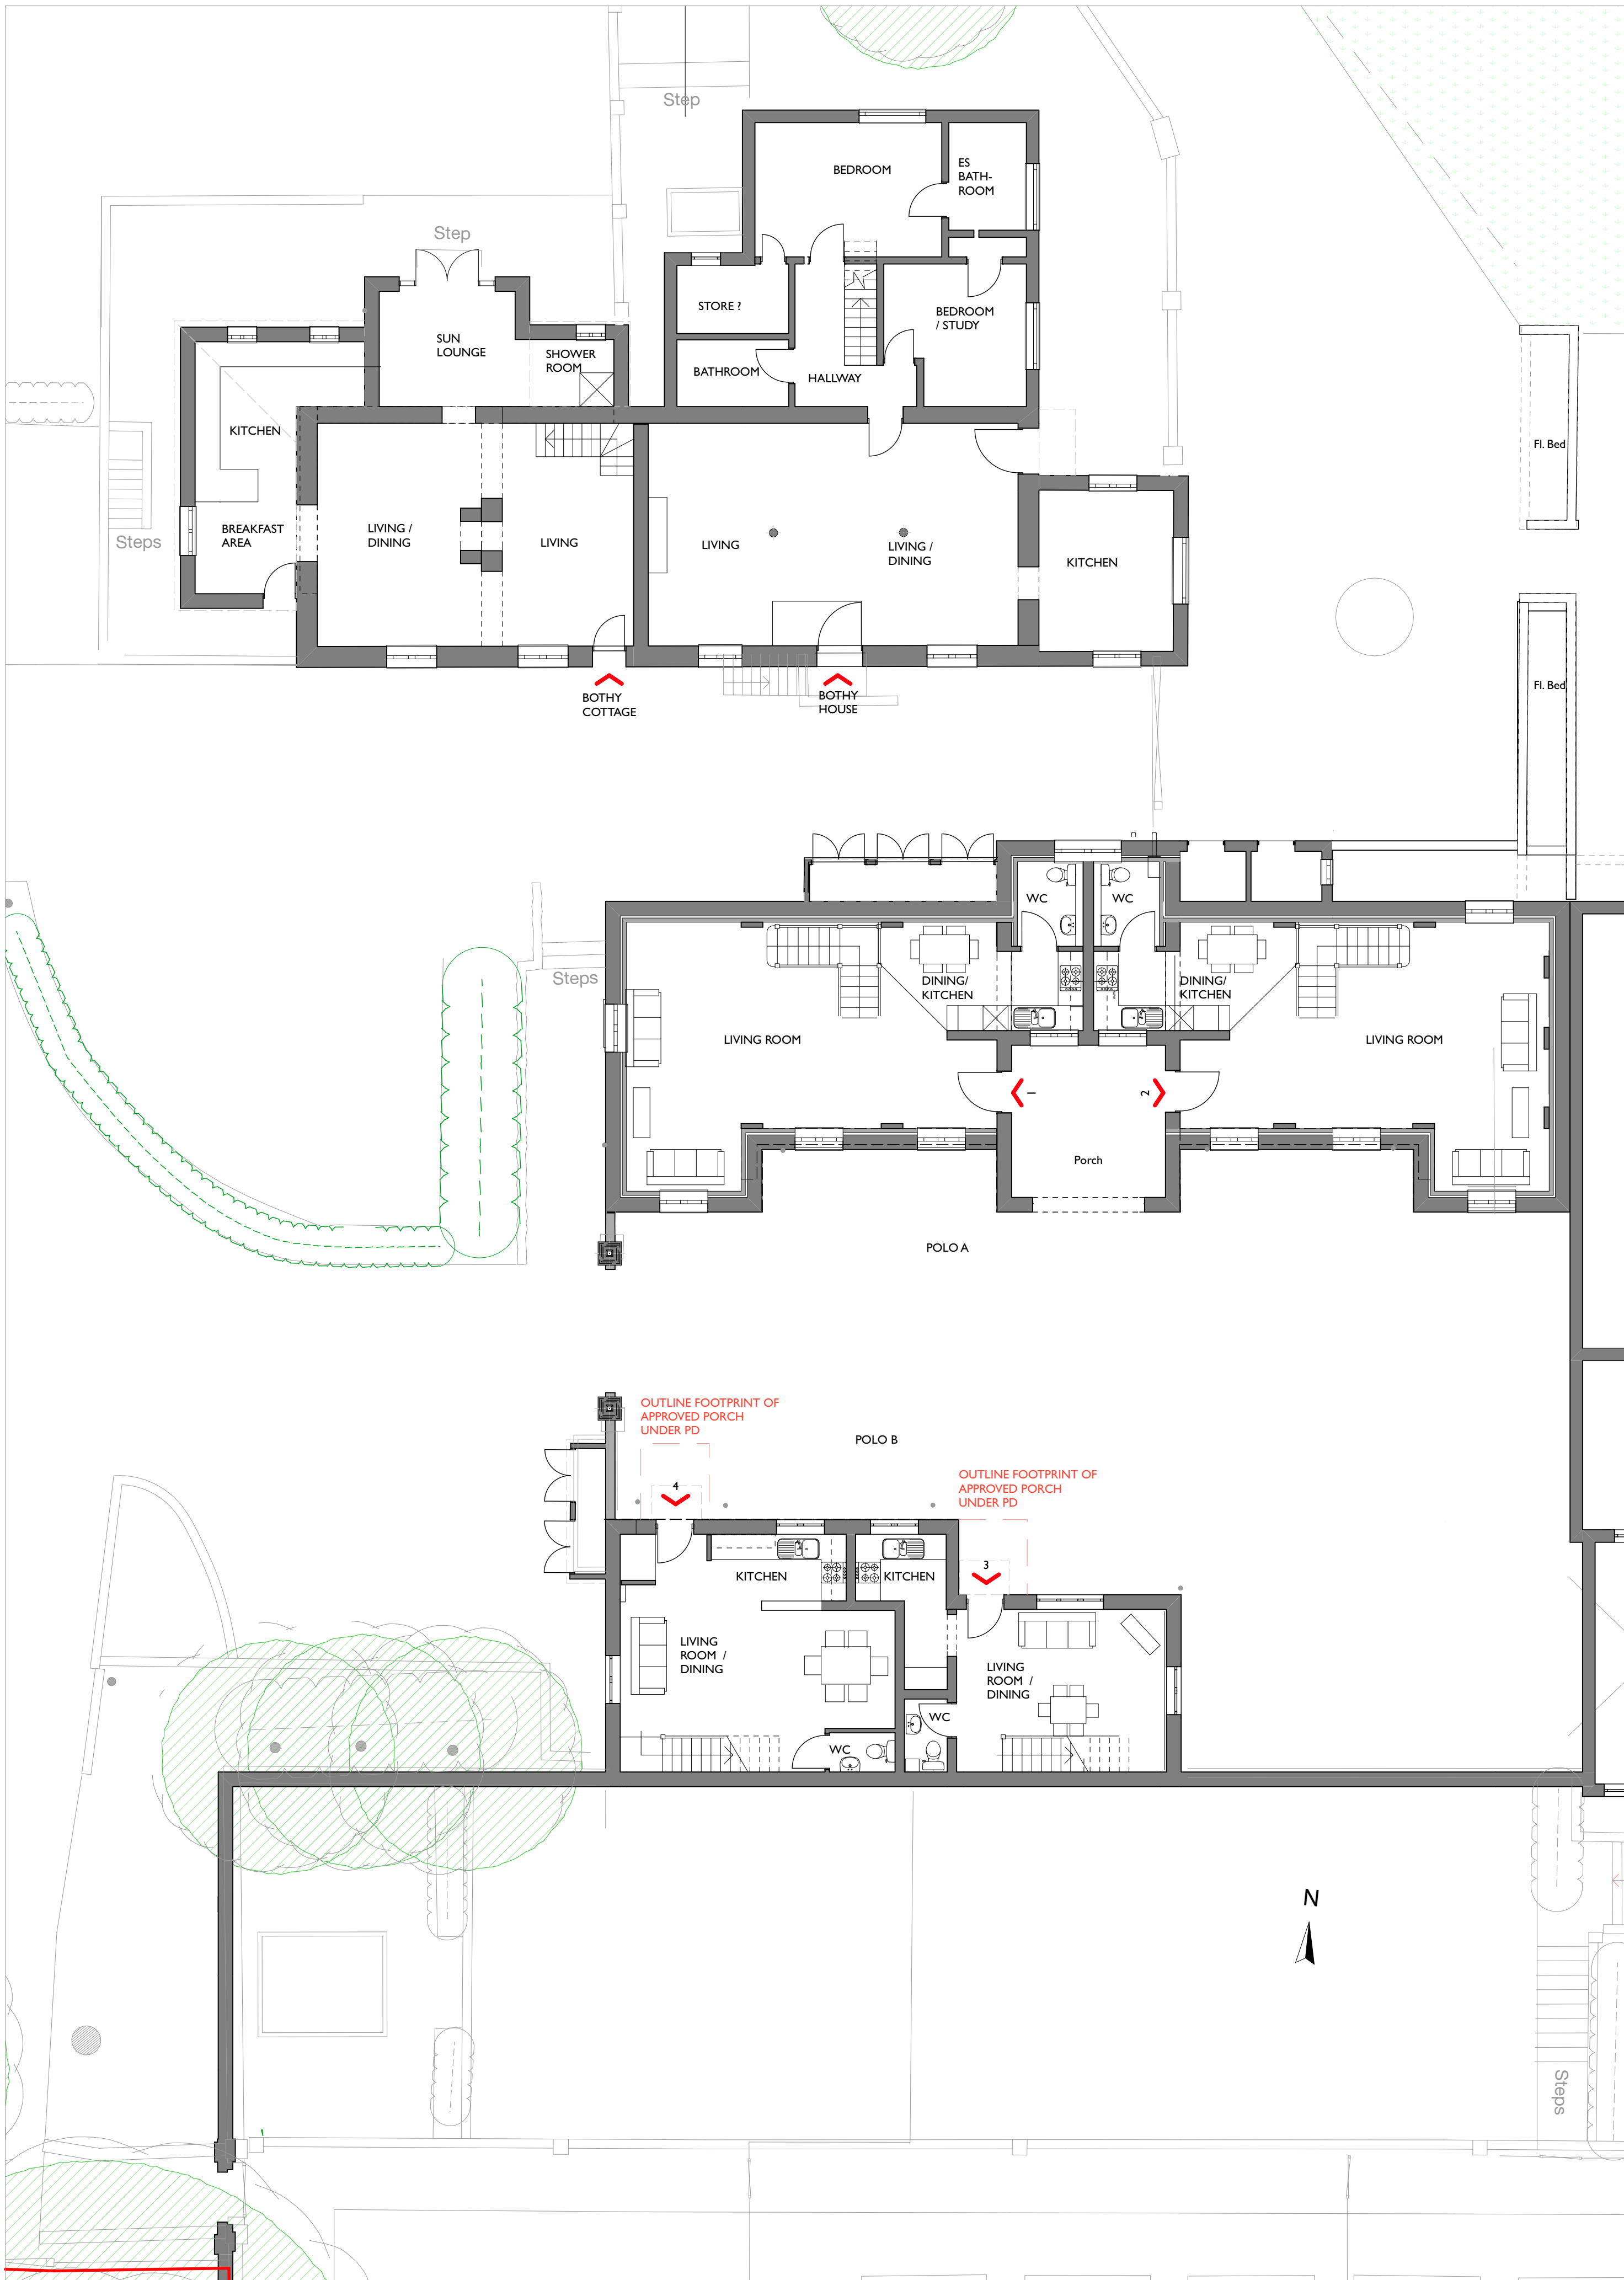 Step
BEDROOM
ES
BATH-
ROOM
Step
STORE ?
BEDROOM
/ STUDY
SUN
LOUNGE
SHOWER
ROOM
BATHROOM
HALLWAY
KITCHEN
Fl. Bed
BREAKFAST
AREA
LIVING /
DINING
LIVING
LIVING
LIVING /
DINING
KITCHEN
Steps
Fl. Bed
BOTHY
COTTAGE
BOTHY
HOUSE
WC
WC
Steps
DINING/
KITCHEN
DINING/
KITCHEN
LIVING ROOM
LIVING ROOM
1
2
Porch
POLO A
OUTLINE FOOTPRINT OF
APPROVED PORCH
UNDER PD
POLO B
OUTLINE FOOTPRINT OF
APPROVED PORCH
UNDER PD
4
3
KITCHEN
KITCHEN
LIVING
ROOM /
DINING
LIVING
ROOM /
DINING
WC
WC
N
Steps